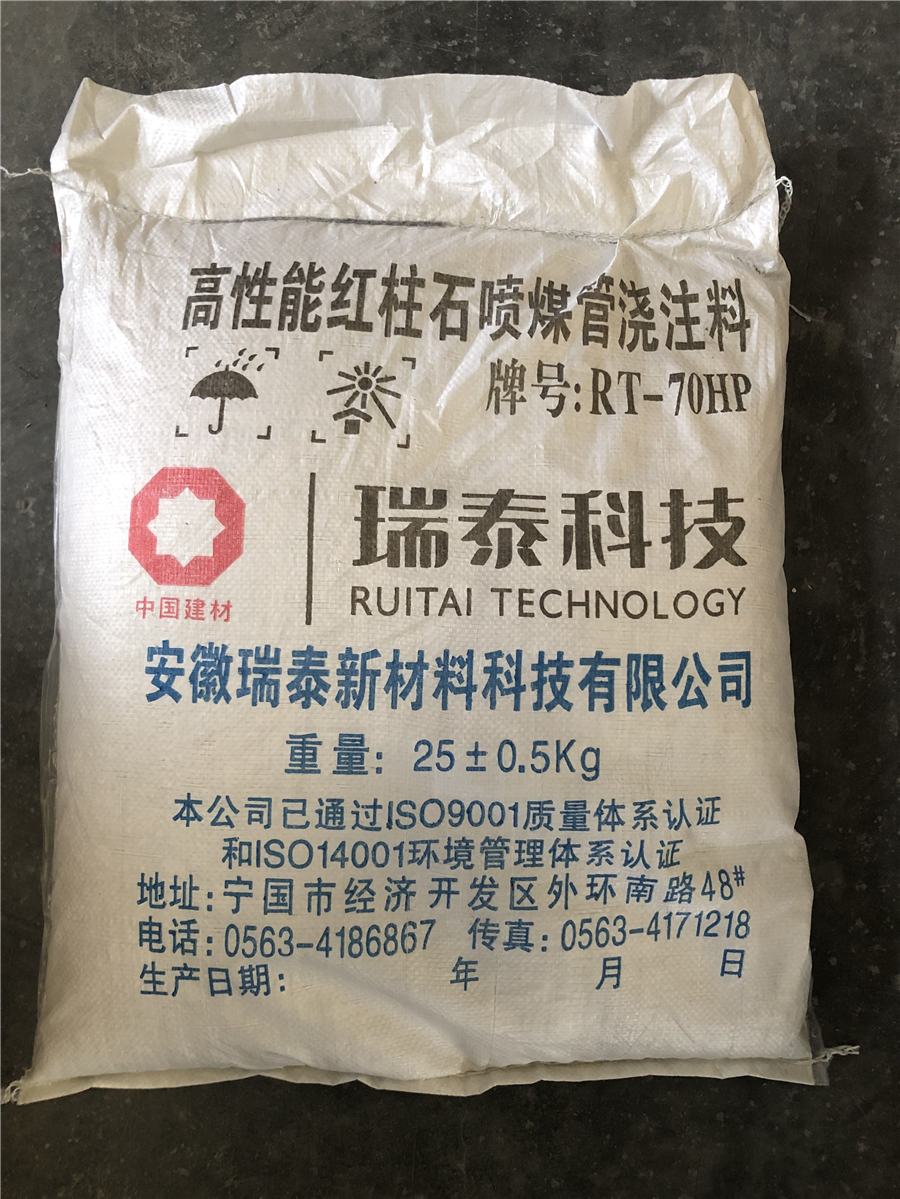 高性能红柱石喷煤管浇注料
牌号:RT-70HP
中国建材
瑞泰科技
RUITAI TECHNOLOGY
安徽瑞泰新材料科技有限公司
重量: 25±0.5Kg
本公司已通过ISO9001质量体系认证
和ISO14001环境管理体系认证
地址:宁国市经济开发区外环南路48#
电话:0563-4186867 传真:0563-4171218
生产日期: 年 月 日